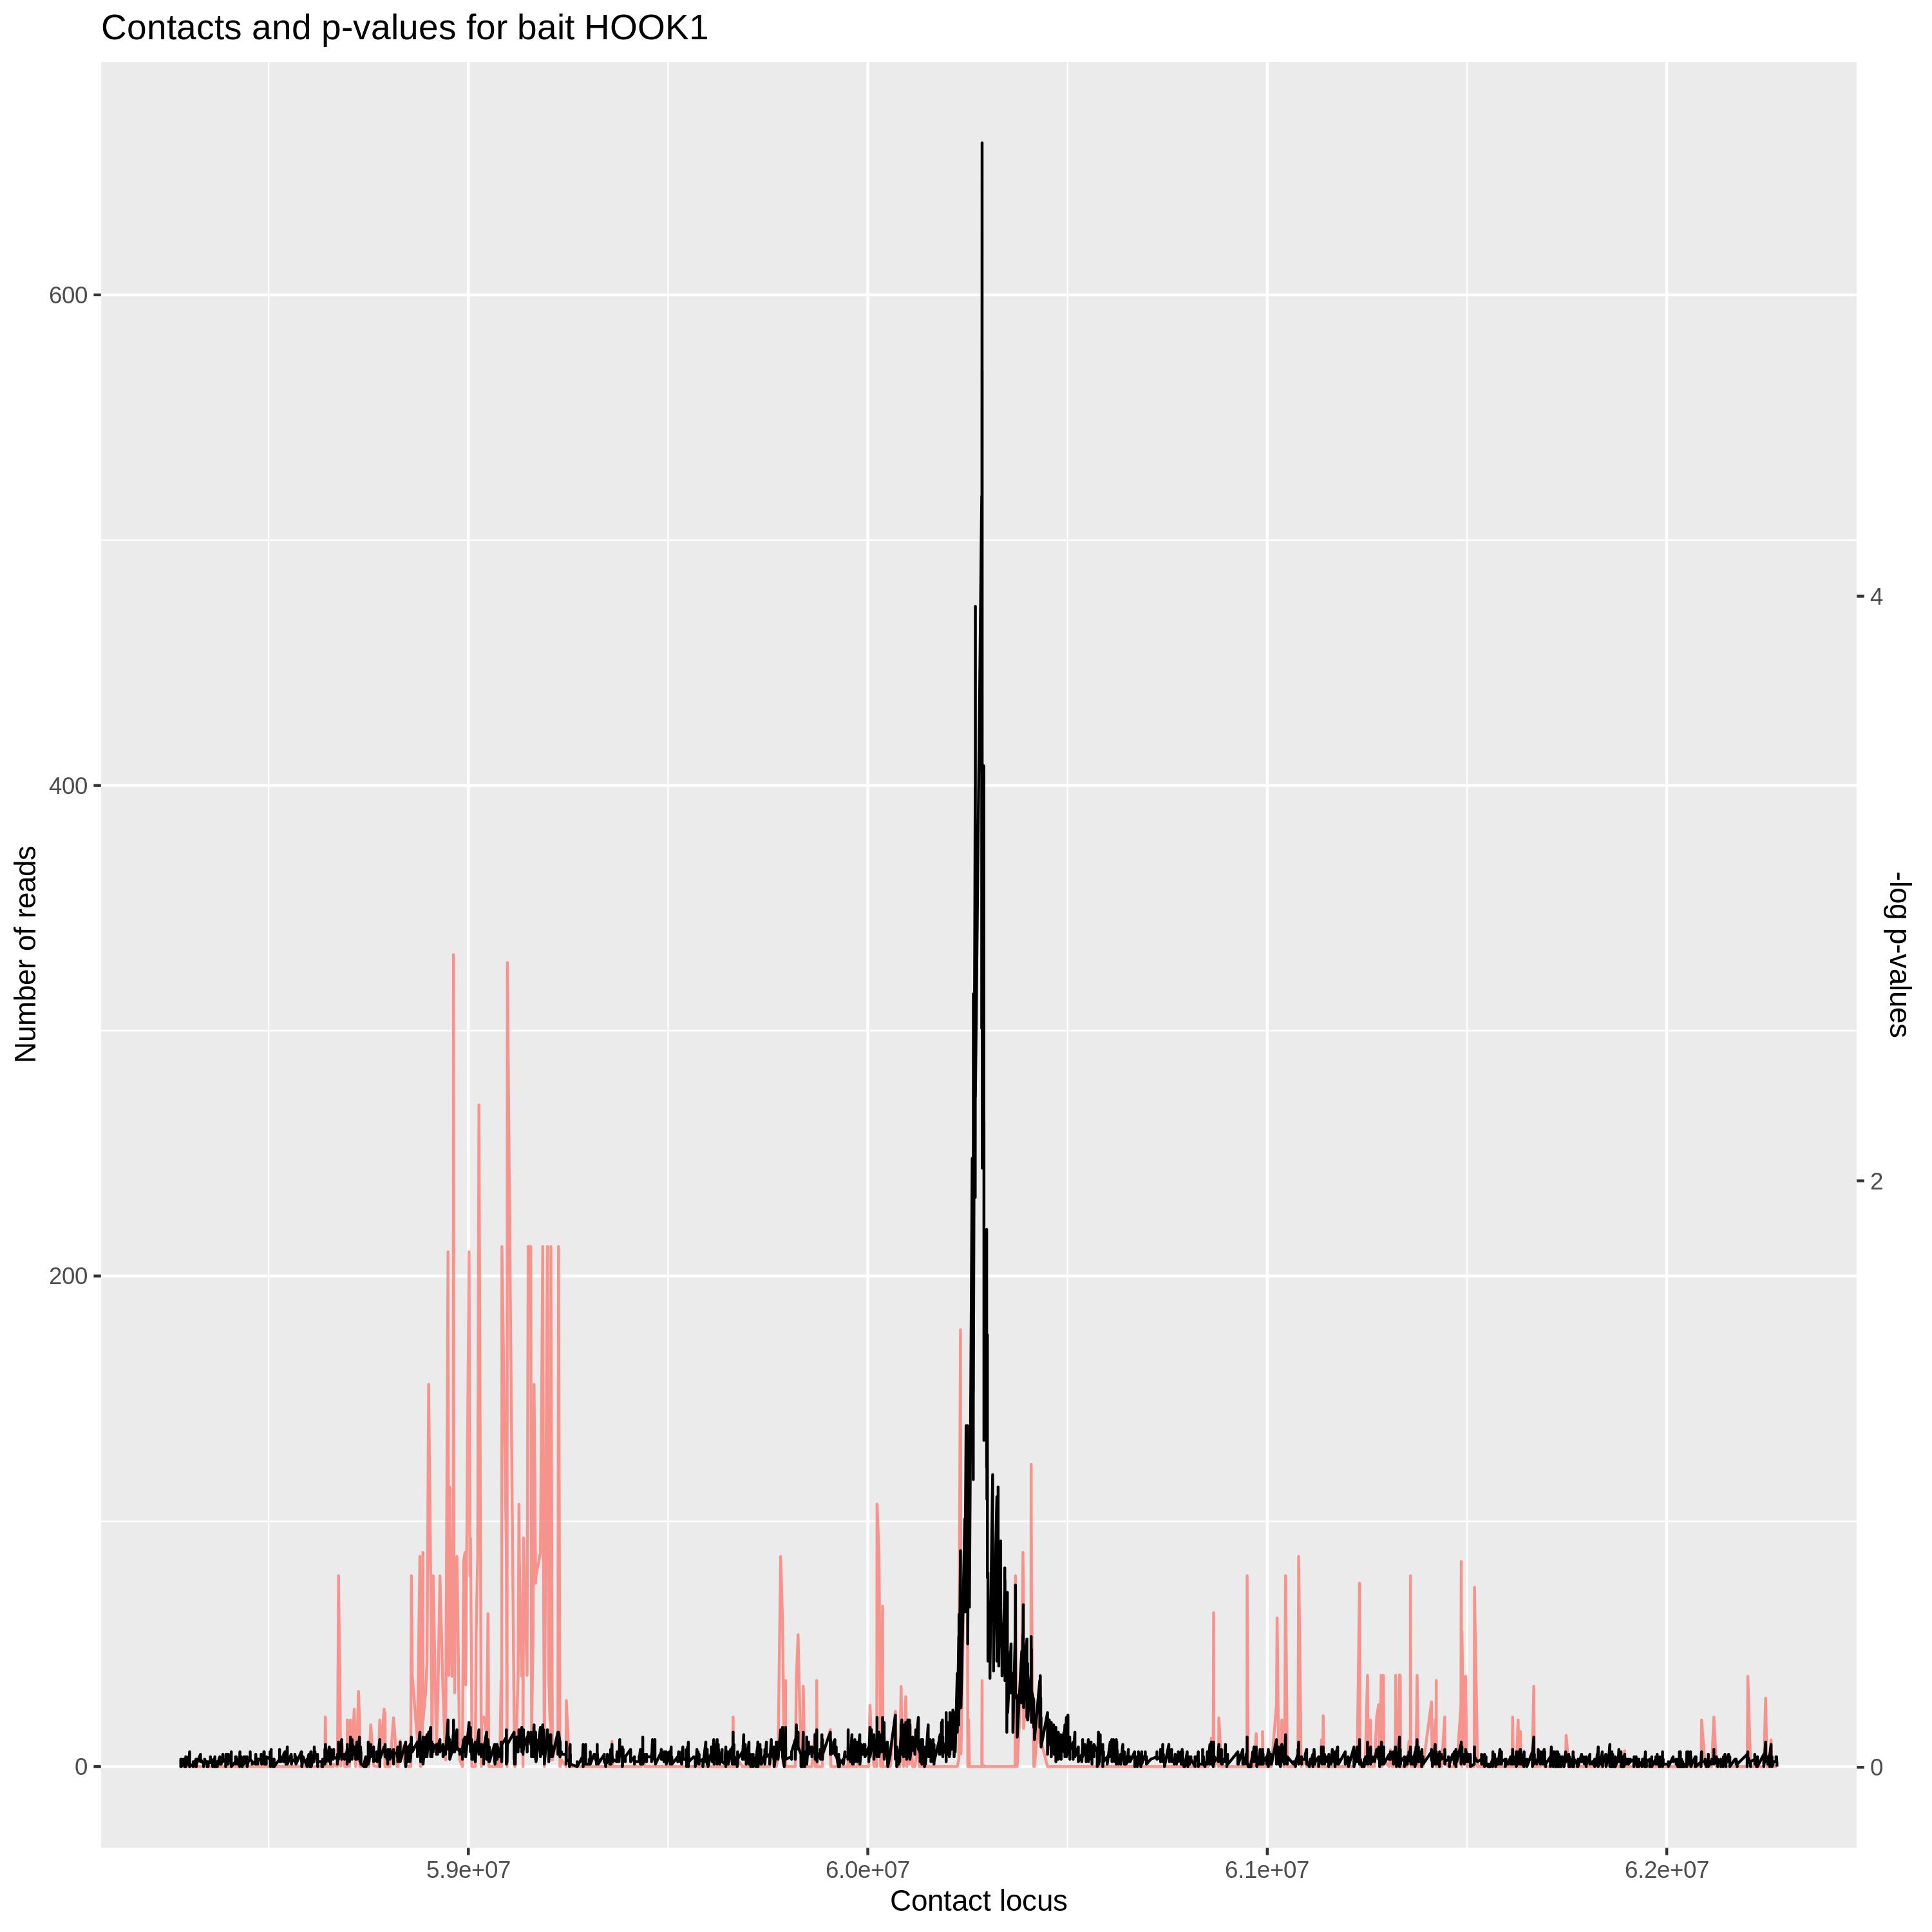 Contacts and p-values for bait HOOK1
Number of reads
600
400
200
0
4
2
0
-log p-values
5.9e+07
6.0e+07
6.1e+07
6.2e+07
Contact locus